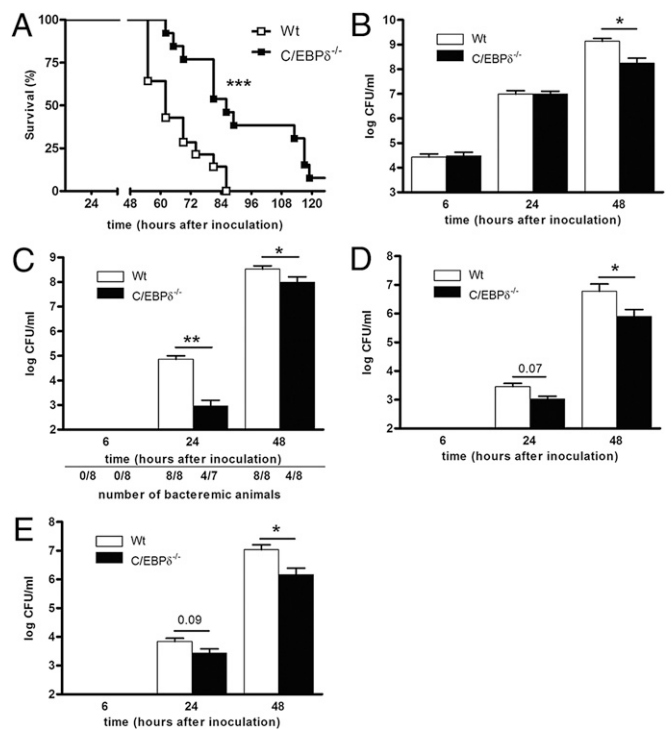 A
Wt
C/EBPδ-/-
***
Survival (%)
100
75
50
25
0
24 48 60 72 84 96 108 120
time (hours after inoculation)
B
Wt
C/EBPδ-/-
*
log CFU/ml
10
9
8
7
6
5
4
3
6 24 48
time (hours after inoculation)
C
Wt
C/EBPδ-/-
**
*
log CFU/ml
9
8
7
6
5
4
3
2
6 24 48
time (hours after inoculation)
0/8 0/8 8/8 4/7 8/8 4/8
number of bacteremic animals
D
Wt
C/EBPδ-/-
0.07
*
log CFU/ml
8
7
6
5
4
3
2
6 24 48
time (hours after inoculation)
E
Wt
C/EBPδ-/-
0.09
*
log CFU/ml
8
7
6
5
4
3
2
6 24 48
time (hours after inoculation)